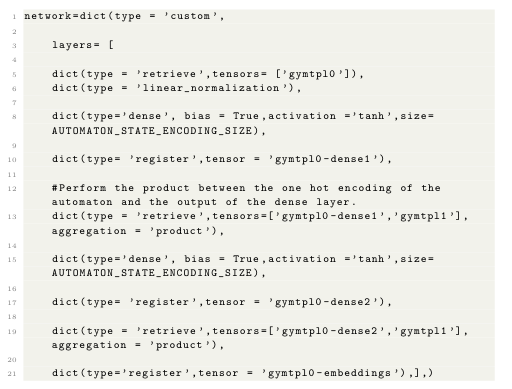 1 network=dict(type = 'custom',
2
3 layers= [
4
5 dict(type = 'retrieve',tensors= ['gymtpl0']),
6 dict(type = 'linear_normalization'),
7
8 dict(type='dense', bias = True,activation ='tanh',size=
AUTOMATON_STATE_ENCODING_SIZE),
9
10 dict(type= 'register',tensor = 'gymtpl0-dense1'),
11
12 #Perform the product between the one hot encoding of the
automaton and the output of the dense layer.
13 dict(type = 'retrieve',tensors=['gymtpl0-dense1','gymtpl1'],
aggregation = 'product'),
14
15 dict(type='dense', bias = True,activation ='tanh',size=
AUTOMATON_STATE_ENCODING_SIZE),
16
17 dict(type= 'register',tensor = 'gymtpl0-dense2'),
18
19 dict(type = 'retrieve',tensors=['gymtpl0-dense2','gymtpl1'],
aggregation = 'product'),
20
21 dict(type='register',tensor = 'gymtpl0-embeddings'),],)